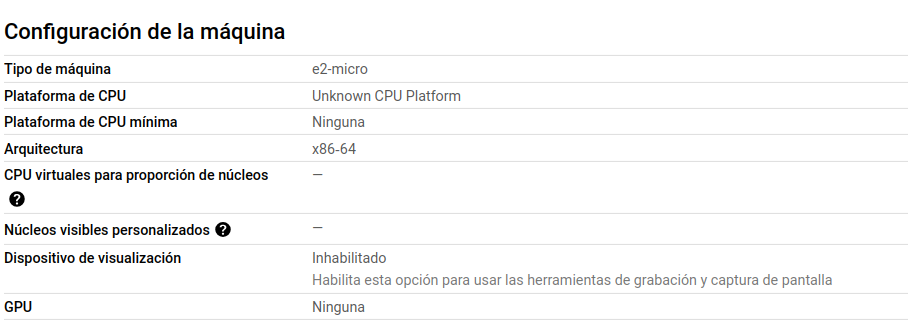 Configuración de la máquina
Tipo de máquina e2-micro
Plataforma de CPU Unknown CPU Platform
Plataforma de CPU mínima Ninguna
Arquitectura x86-64
CPU virtuales para proporción de núcleos —
?
Núcleos visibles personalizados ? —
Dispositivo de visualización Inhabilitado
Habilita esta opción para usar las herramientas de grabación y captura de pantalla
GPU Ninguna